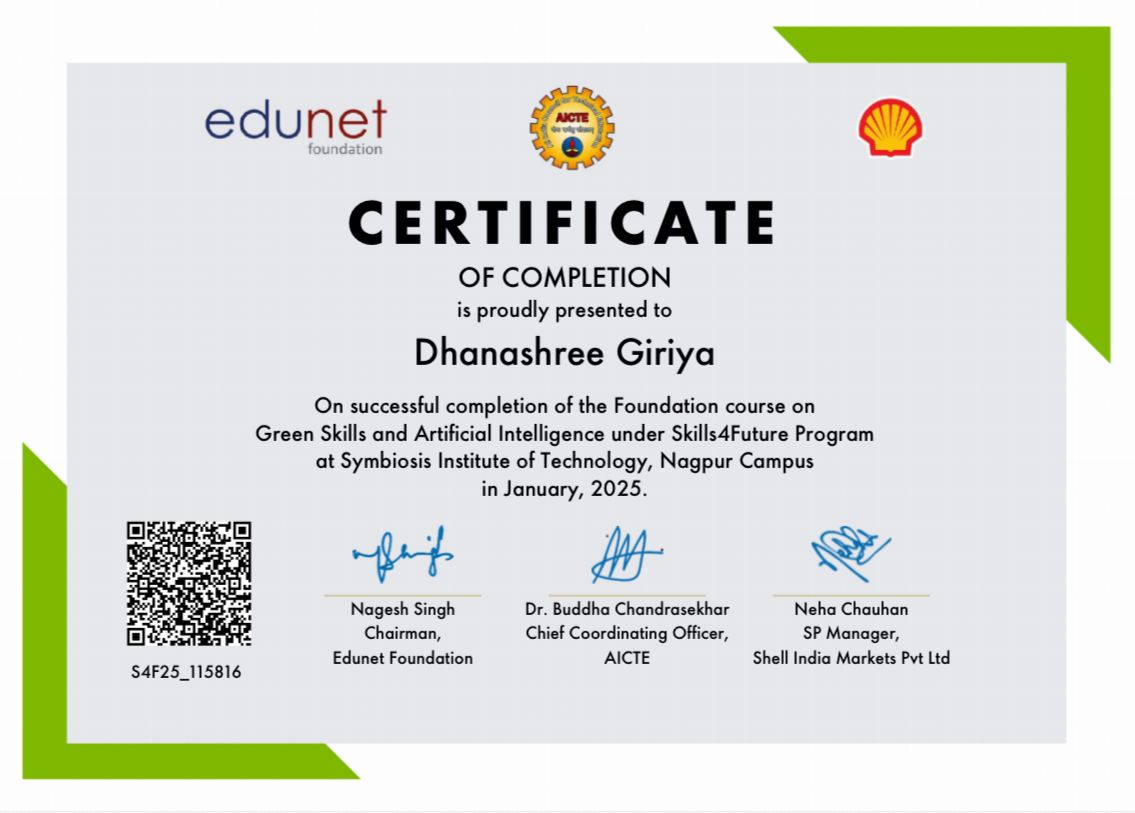 edunet
foundation
AICTE
CERTIFICATE
OF COMPLETION
is proudly presented to
Dhanashree Giriya
On successful completion of the Foundation course on
Green Skills and Artificial Intelligence under Skills4Future Program
at Symbiosis Institute of Technology, Nagpur Campus
in January, 2025.
S4F25_115816
Nagesh Singh
Chairman,
Edunet Foundation
Dr. Buddha Chandrasekhar
Chief Coordinating Officer,
AICTE
Neha Chauhan
SP Manager,
Shell India Markets Pvt Ltd